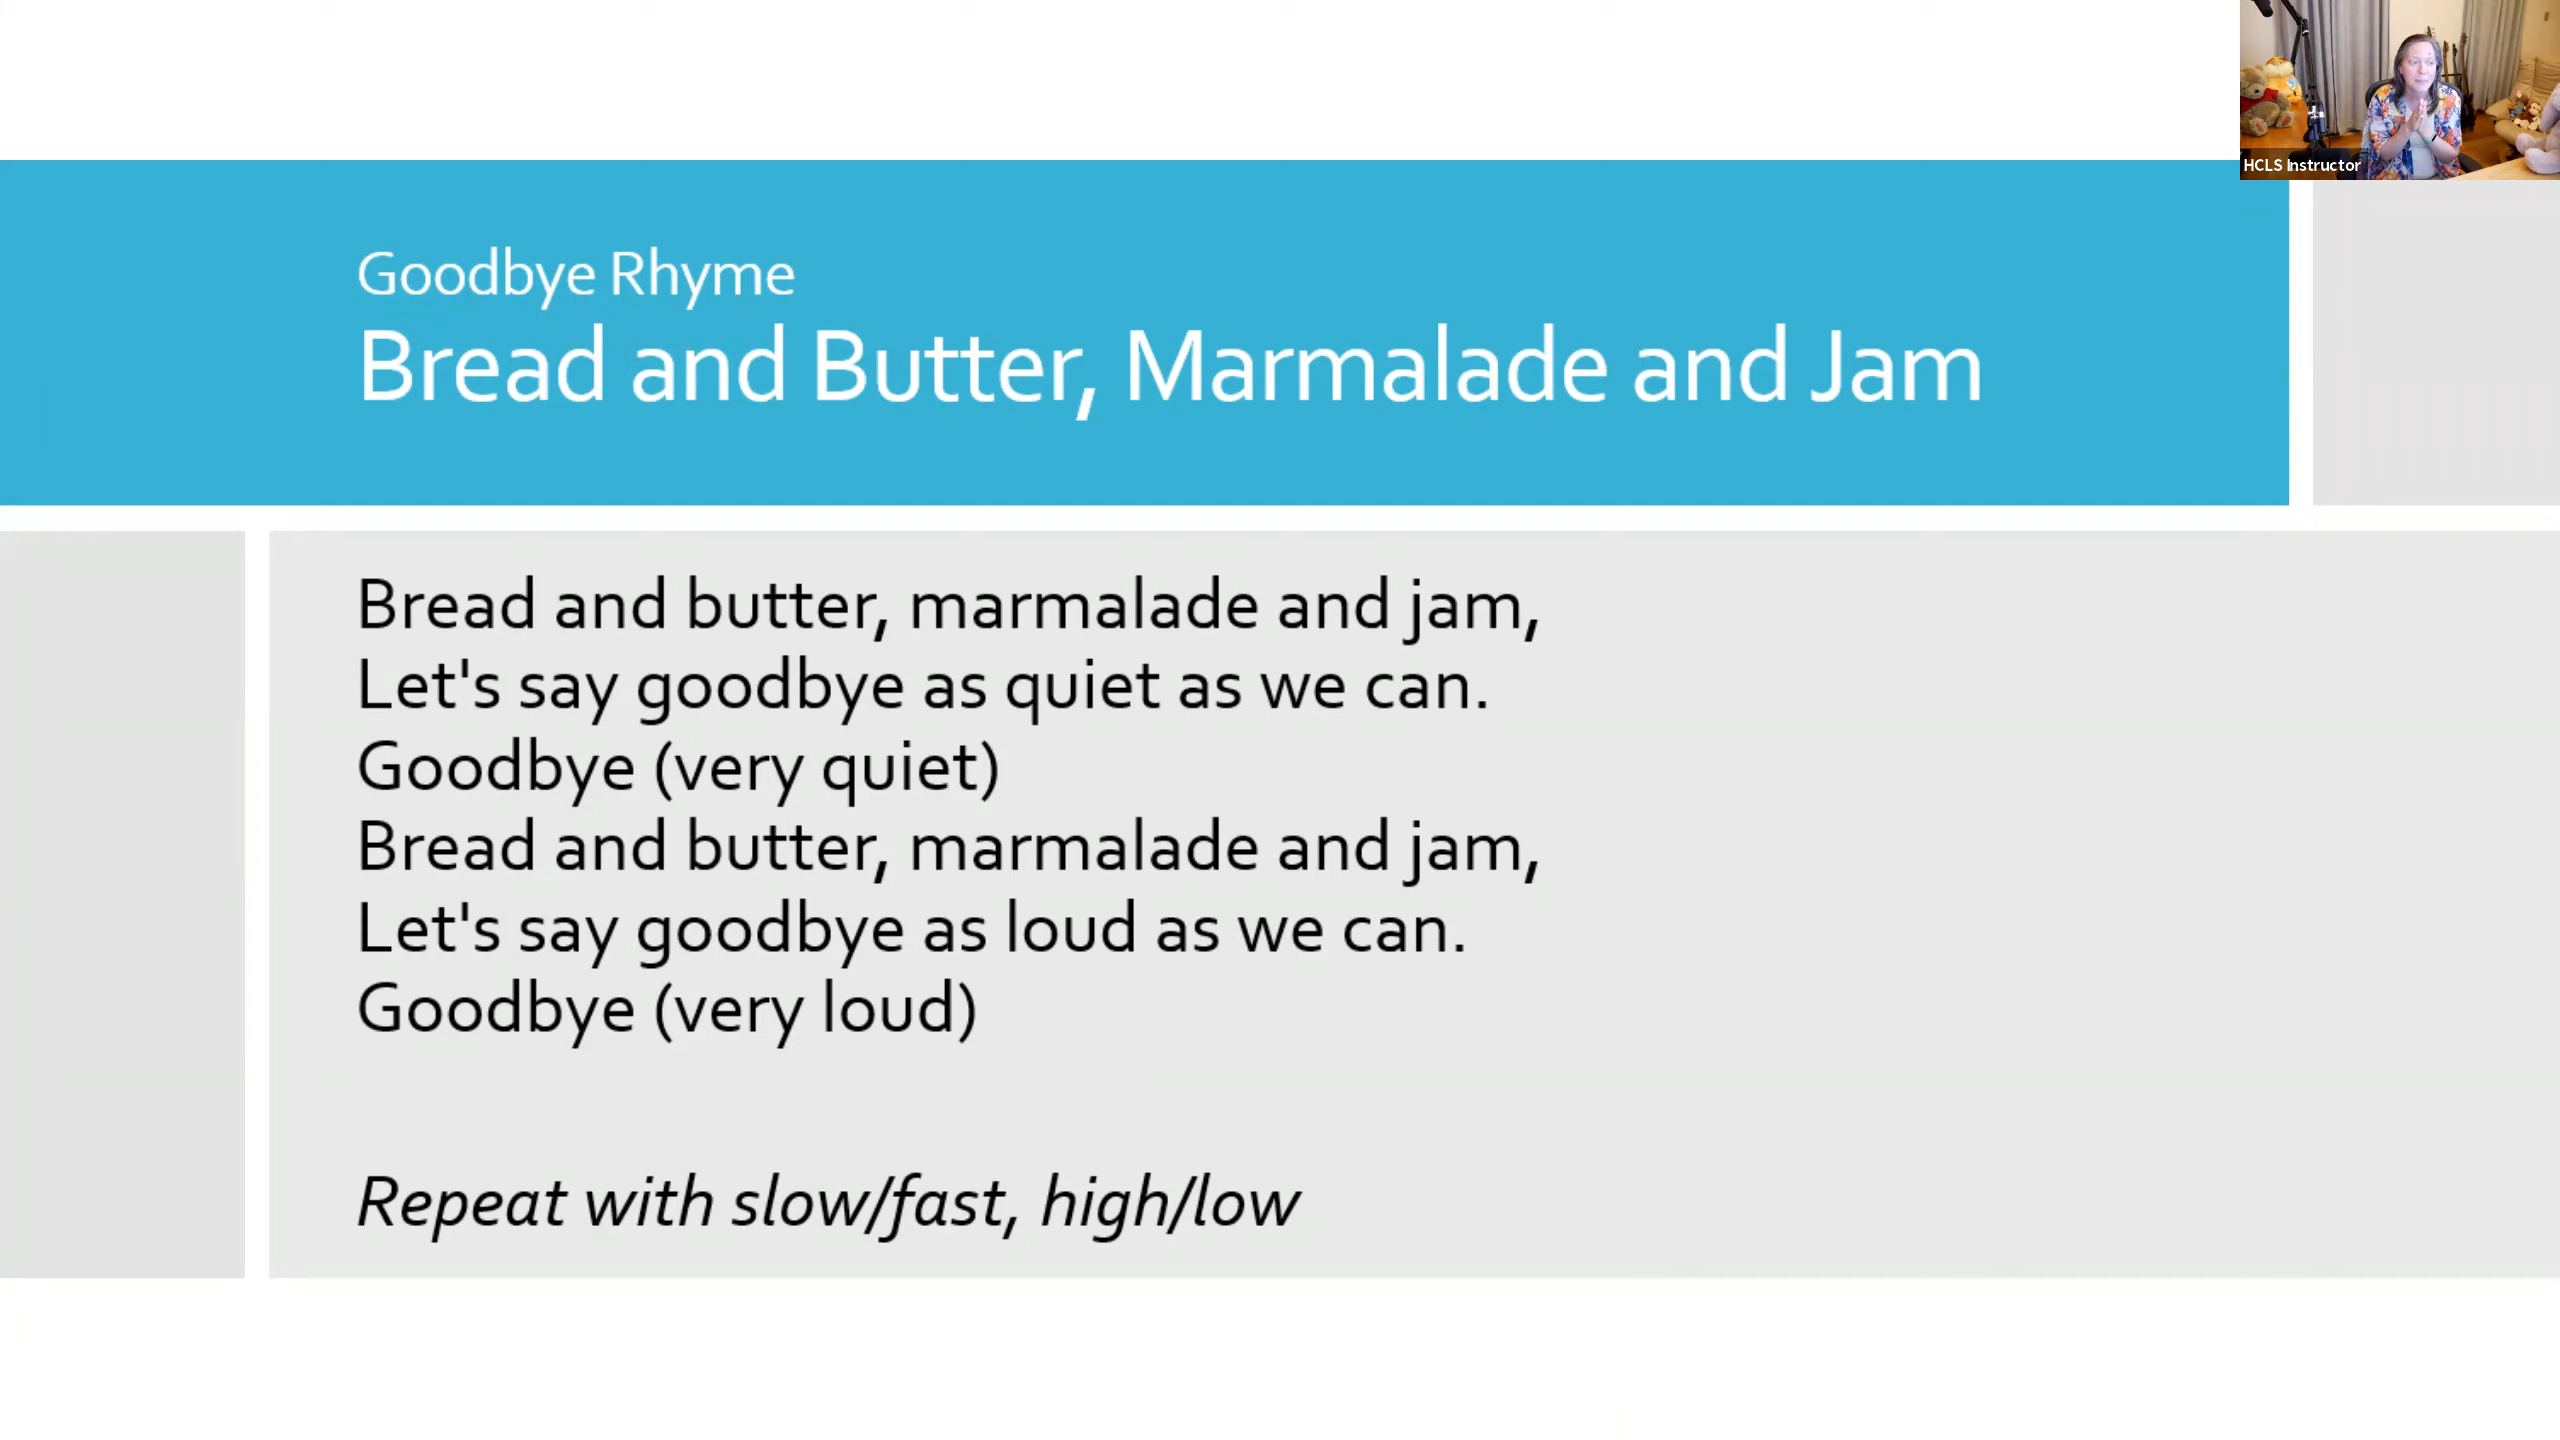 HCLS Instructor
Goodbye Rhyme
Bread and Butter, Marmalade and Jam
Bread and butter, marmalade and jam,
Let's say goodbye as quiet as we can.
Goodbye (very quiet)
Bread and butter, marmalade and jam,
Let's say goodbye as loud as we can.
Goodbye (very loud)
Repeat with slow/fast, high/low